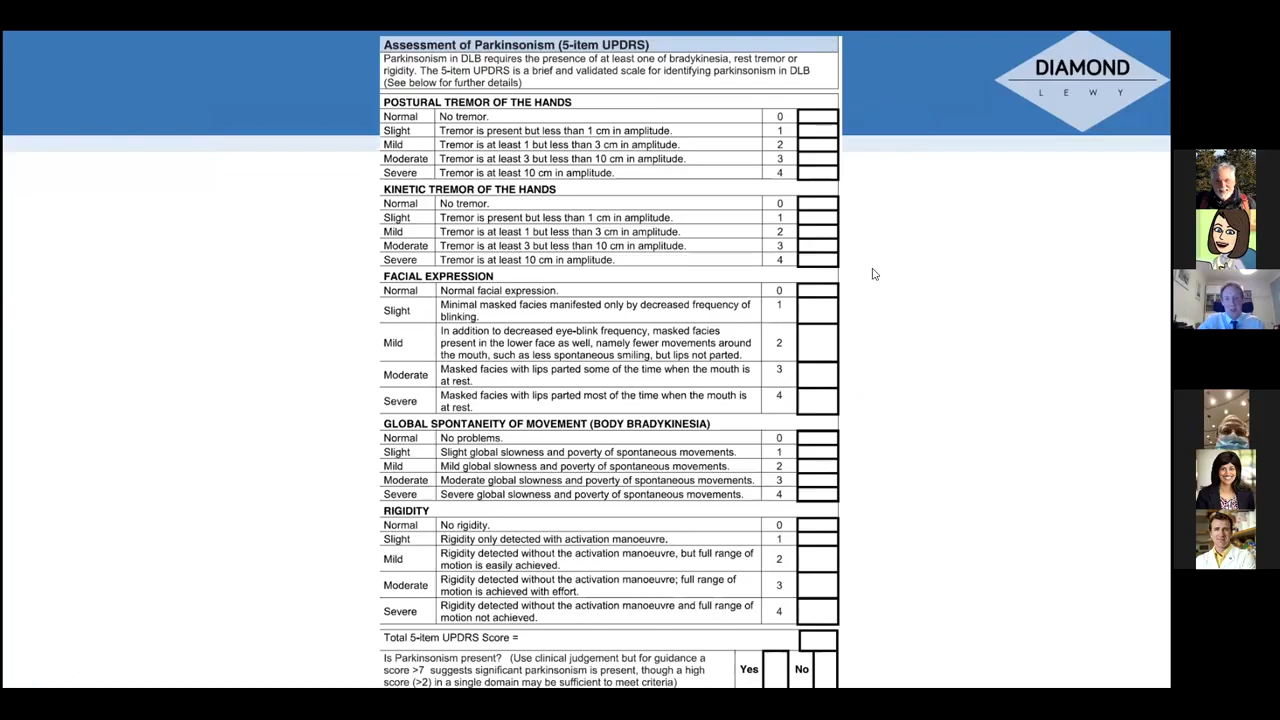 Assessment of Parkinsonism (5-item UPDRS)
Parkinsonism in DLB requires the presence of at least one of bradykinesia, rest tremor or
rigidity. The 5-item UPDRS is a brief and validated scale for identifying parkinsonism in DLB
(See below for further details)
DIAMOND
LEWY
POSTURAL TREMOR OF THE HANDS
Normal No tremor. 0
Slight Tremor is present but less than 1 cm in amplitude. 1
Mild Tremor is at least 1 but less than 3 cm in amplitude. 2
Moderate Tremor is at least 3 but less than 10 cm in amplitude. 3
Severe Tremor is at least 10 cm in amplitude. 4
KINETIC TREMOR OF THE HANDS
Normal No tremor. 0
Slight Tremor is present but less than 1 cm in amplitude. 1
Mild Tremor is at least 1 but less than 3 cm in amplitude. 2
Moderate Tremor is at least 3 but less than 10 cm in amplitude. 3
Severe Tremor is at least 10 cm in amplitude. 4
FACIAL EXPRESSION
Normal Normal facial expression. 0
Slight Minimal masked facies manifested only by decreased frequency of 1
blinking.
In addition to decreased eye-blink frequency, masked facies
Mild present in the lower face as well, namely fewer movements around 2
the mouth, such as less spontaneous smiling, but lips not parted.
Moderate Masked facies with lips parted some of the time when the mouth is 3
at rest.
Severe Masked facies with lips parted most of the time when the mouth is 4
at rest.
GLOBAL SPONTANEITY OF MOVEMENT (BODY BRADYKINESIA)
Normal No problems. 0
Slight Slight global slowness and poverty of spontaneous movements. 1
Mild Mild global slowness and poverty of spontaneous movements. 2
Moderate Moderate global slowness and poverty of spontaneous movements. 3
Severe Severe global slowness and poverty of spontaneous movements. 4
RIGIDITY
Normal No rigidity. 0
Slight Rigidity only detected with activation manoeuvre. 1
Mild Rigidity detected without the activation manoeuvre, but full range of 2
motion is easily achieved.
Moderate Rigidity detected without the activation manoeuvre; full range of 3
motion is achieved with effort.
Severe Rigidity detected without the activation manoeuvre and full range of 4
motion not achieved.
Total 5-item UPDRS Score =
Is Parkinsonism present? (Use clinical judgement but for guidance a
score >7 suggests significant parkinsonism is present, though a high Yes No
score (>2) in a single domain may be sufficient to meet criteria)